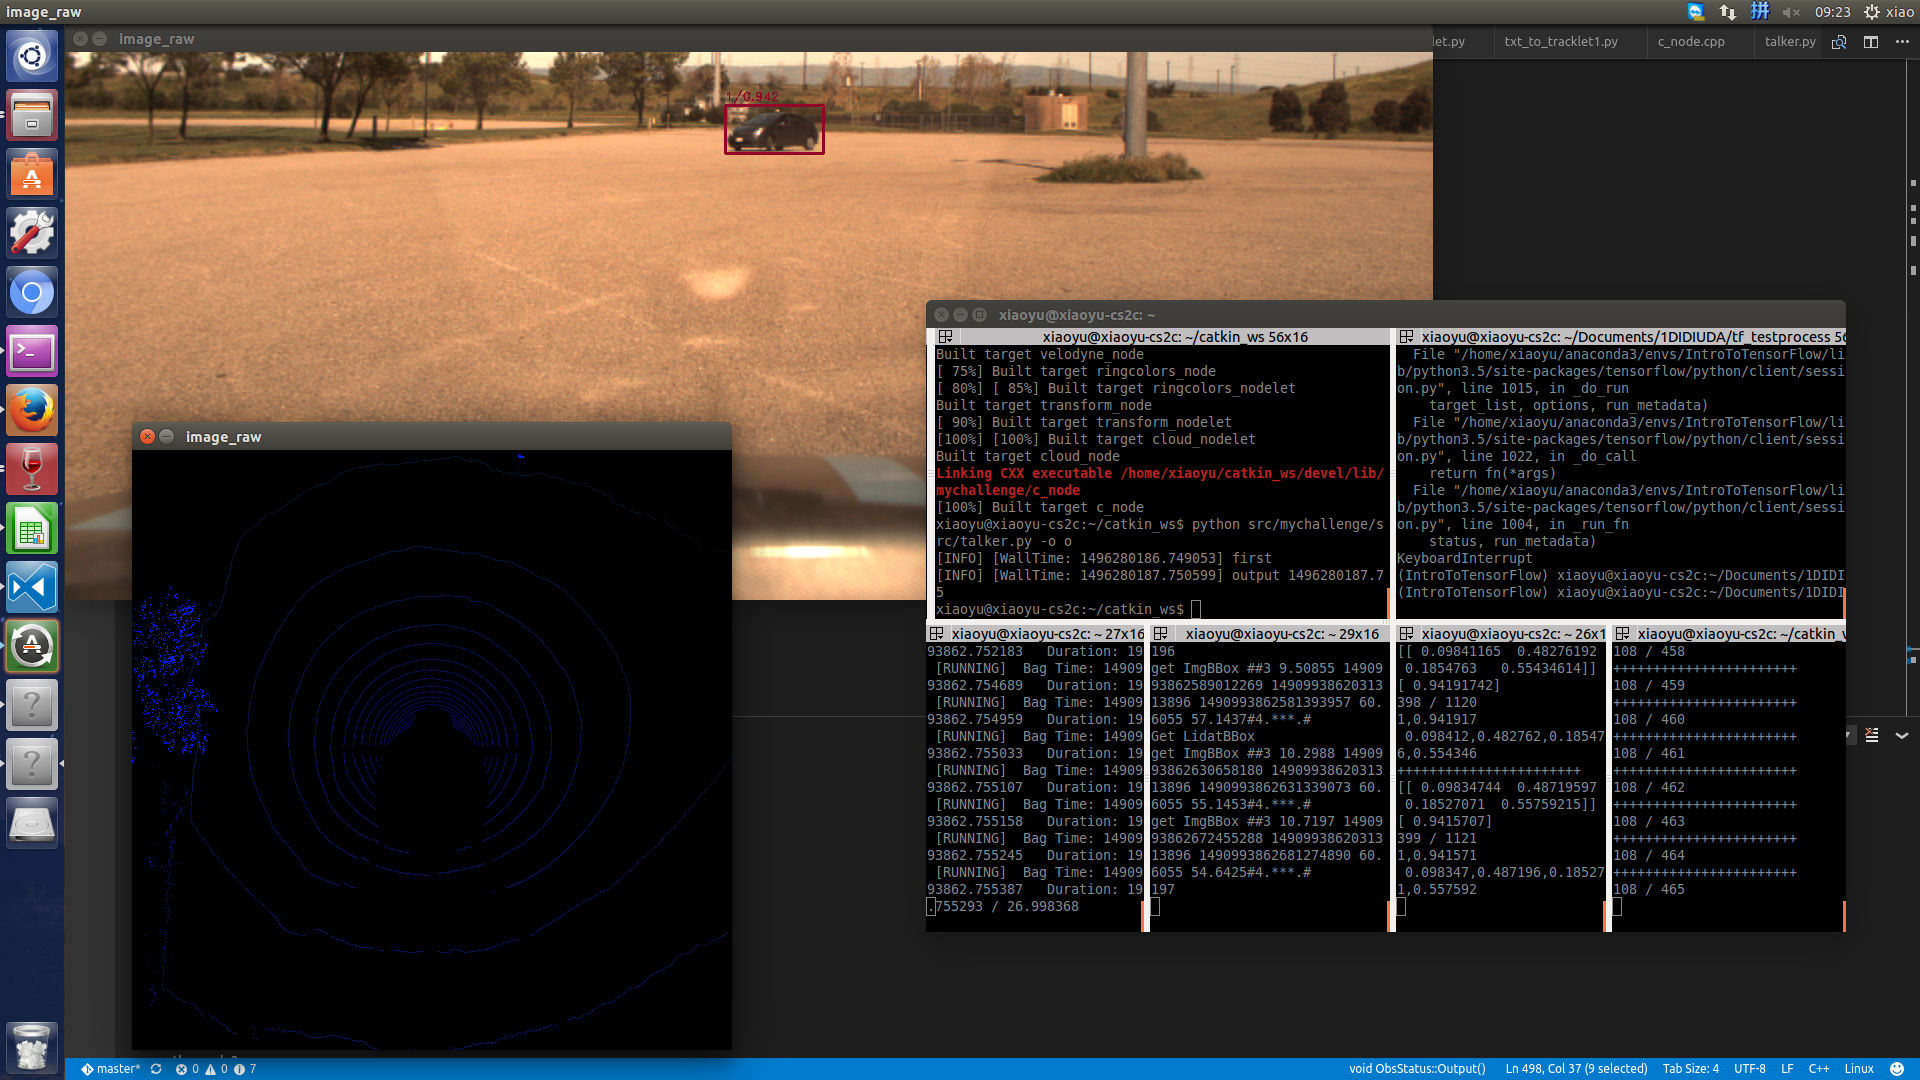 image_raw
09:23
xiao
image_raw
let.py
txt_to_tracklet1.py
c_node.cpp
talker.py
1/0.942
xiaoyu@xiaoyu-cs2c: ~
xiaoyu@xiaoyu-cs2c: ~/catkin_ws 56x16
Built target velodyne_node
[ 75%] Built target ringcolors_node
[ 80%] [ 85%] Built target ringcolors_nodelet
Built target transform_node
[ 90%] Built target transform_nodelet
[100%] [100%] Built target cloud_nodelet
Built target cloud_node
Linking CXX executable /home/xiaoyu/catkin_ws/devel/lib/
mychallenge/c_node
[100%] Built target c_node
xiaoyu@xiaoyu-cs2c:~/catkin_ws$ python src/mychallenge/s
rc/talker.py -o o
[INFO] [WallTime: 1496280186.749053] first
[INFO] [WallTime: 1496280187.750599] output 1496280187.7
5
xiaoyu@xiaoyu-cs2c:~/catkin_ws$
xiaoyu@xiaoyu-cs2c: ~/Documents/1DIDIUDA/tf_testprocess 56
File "/home/xiaoyu/anaconda3/envs/IntroToTensorFlow/li
b/python3.5/site-packages/tensorflow/python/client/sessi
on.py", line 1015, in _do_run
target_list, options, run_metadata)
File "/home/xiaoyu/anaconda3/envs/IntroToTensorFlow/li
b/python3.5/site-packages/tensorflow/python/client/sessi
on.py", line 1022, in _do_call
return fn(*args)
File "/home/xiaoyu/anaconda3/envs/IntroToTensorFlow/li
b/python3.5/site-packages/tensorflow/python/client/sessi
on.py", line 1004, in _run_fn
status, run_metadata)
KeyboardInterrupt
(IntroToTensorFlow) xiaoyu@xiaoyu-cs2c:~/Documents/1DIDI
(IntroToTensorFlow) xiaoyu@xiaoyu-cs2c:~/Documents/1DIDI
image_raw
xiaoyu@xiaoyu-cs2c: ~ 27x16
93862.752183   Duration: 19
[RUNNING]  Bag Time: 14909
93862.754689   Duration: 19
[RUNNING]  Bag Time: 14909
93862.754959   Duration: 19
[RUNNING]  Bag Time: 14909
93862.755033   Duration: 19
[RUNNING]  Bag Time: 14909
93862.755107   Duration: 19
[RUNNING]  Bag Time: 14909
93862.755158   Duration: 19
[RUNNING]  Bag Time: 14909
93862.755245   Duration: 19
[RUNNING]  Bag Time: 14909
93862.755387   Duration: 19
.755293 / 26.998368
xiaoyu@xiaoyu-cs2c: ~ 29x16
196
get ImgBBox ##3 9.50855 14909
93862589012269 14909938620313
13896 1490993862581393957 60.
6055 57.1437#4.***.#
Get LidatBBox
get ImgBBox ##3 10.2988 14909
93862630658180 14909938620313
13896 1490993862631339073 60.
6055 55.1453#4.***.#
get ImgBBox ##3 10.7197 14909
93862672455288 14909938620313
13896 1490993862681274890 60.
6055 54.6425#4.***.#
197
xiaoyu@xiaoyu-cs2c: ~ 26x1
[[ 0.09841165  0.48276192
0.1854763   0.55434614]]
[ 0.94191742]
398 / 1120
1,0.941917
0.098412,0.482762,0.18547
6,0.554346
+++++++++++++++++++++++
[[ 0.09834744  0.48719597
0.18527071  0.55759215]]
[ 0.9415707]
399 / 1121
1,0.941571
0.098347,0.487196,0.18527
1,0.557592
xiaoyu@xiaoyu-cs2c: ~/catkin_w
108 / 458
+++++++++++++++++++++++
108 / 459
+++++++++++++++++++++++
108 / 460
+++++++++++++++++++++++
108 / 461
+++++++++++++++++++++++
108 / 462
+++++++++++++++++++++++
108 / 463
+++++++++++++++++++++++
108 / 464
+++++++++++++++++++++++
108 / 465
master*
0
0
7
void ObsStatus::Output()
Ln 498, Col 37 (9 selected)
Tab Size: 4
UTF-8
LF
C++
Linux